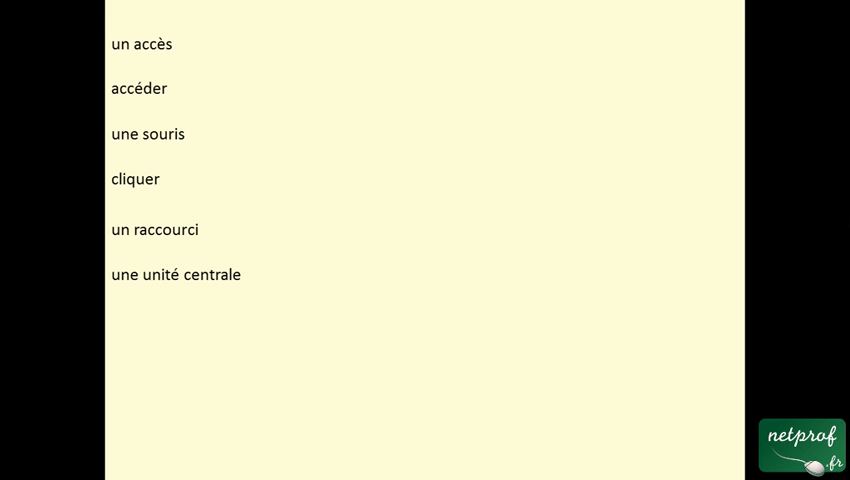 un accès
accéder
une souris
cliquer
un raccourci
une unité centrale
netprof
.fr